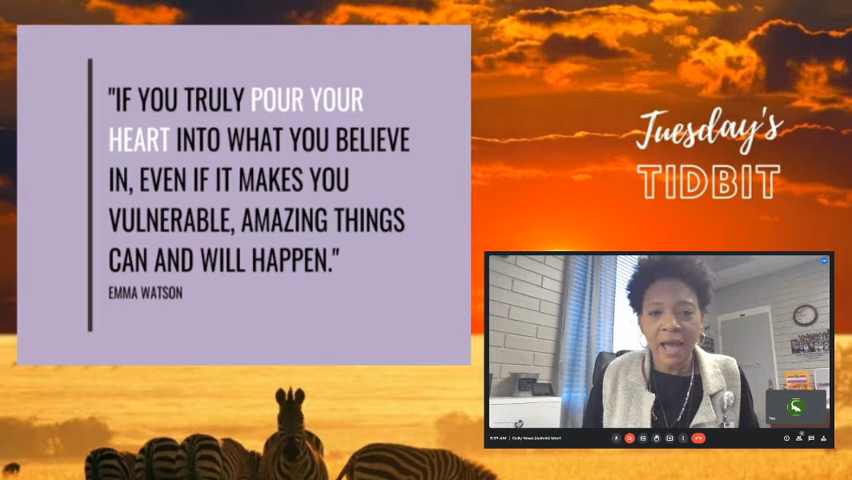 "IF YOU TRULY POUR YOUR
HEART INTO WHAT YOU BELIEVE
IN, EVEN IF IT MAKES YOU
VULNERABLE, AMAZING THINGS
CAN AND WILL HAPPEN."
EMMA WATSON
Tuesday's
TIDBIT
You